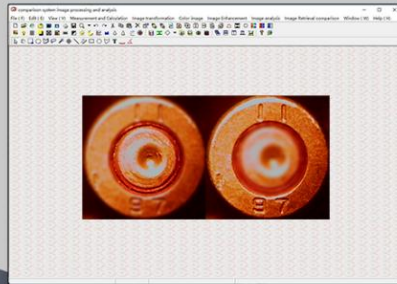 comparison system Image processing and analysis
File (Y) Edit (S) View (V) Measurement and Calculation Image transformation Color image Image Enhancement Image analysis Image Retrieval comparison Window (W) Help (H)
11 11
97 97